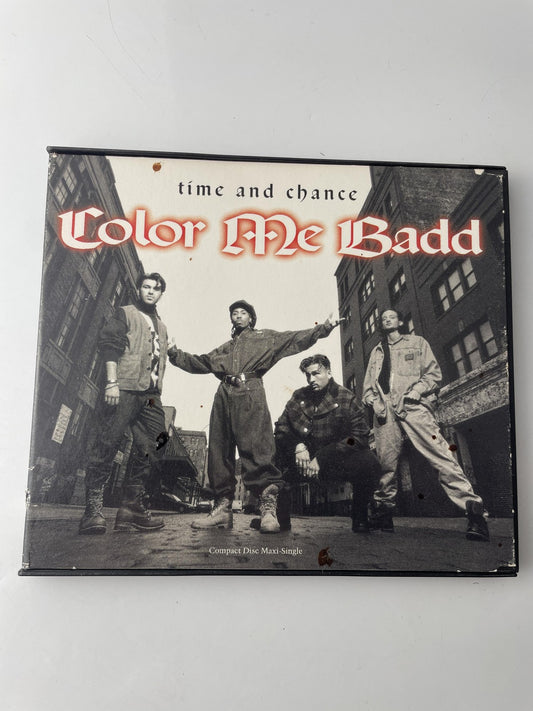 time and chance
Color Me Badd
Compact Disc Maxi-Single